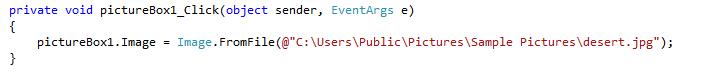 private void pictureBox1_Click(object sender, EventArgs e)
{
    pictureBox1.Image = Image.FromFile(@"C:\Users\Public\Pictures\Sample Pictures\desert.jpg");
}